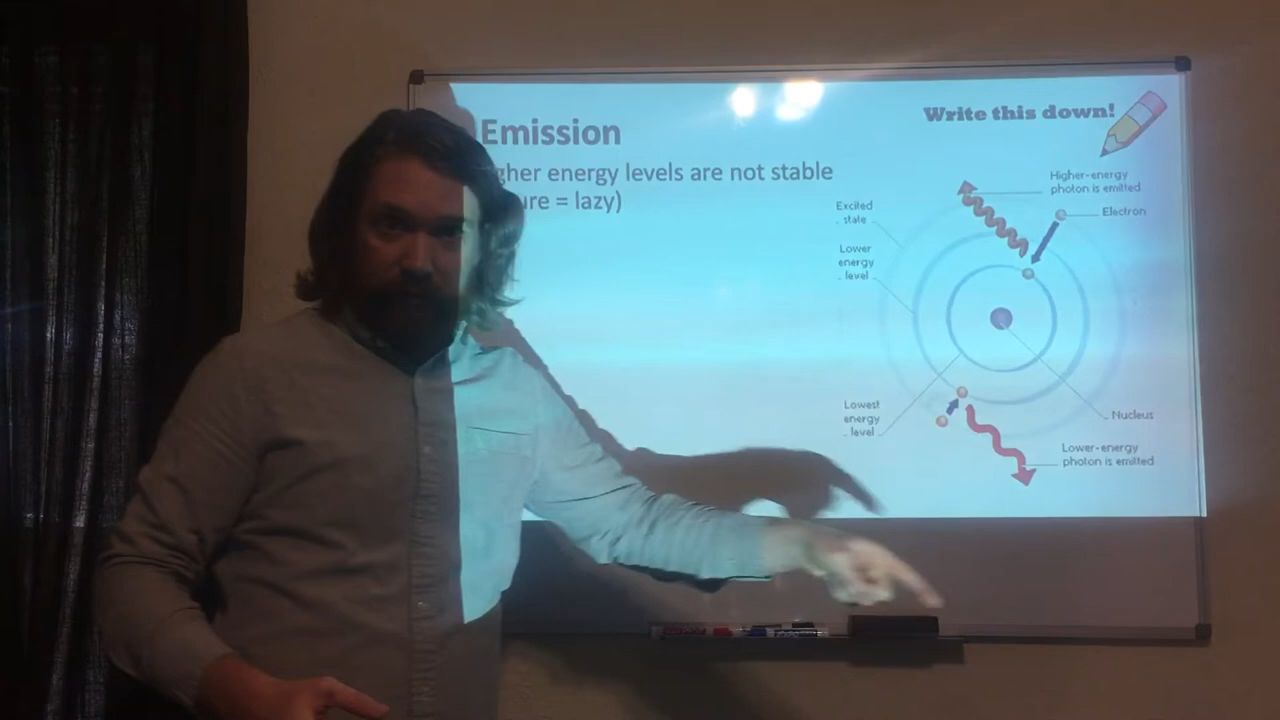 Emission
Write this down!
gher energy levels are not stable
ure = lazy)
Higher-energy
photon is emitted
Excited
state
Electron
Lower
energy
level
Lowest
energy
level
Nucleus
Lower-energy
photon is emitted